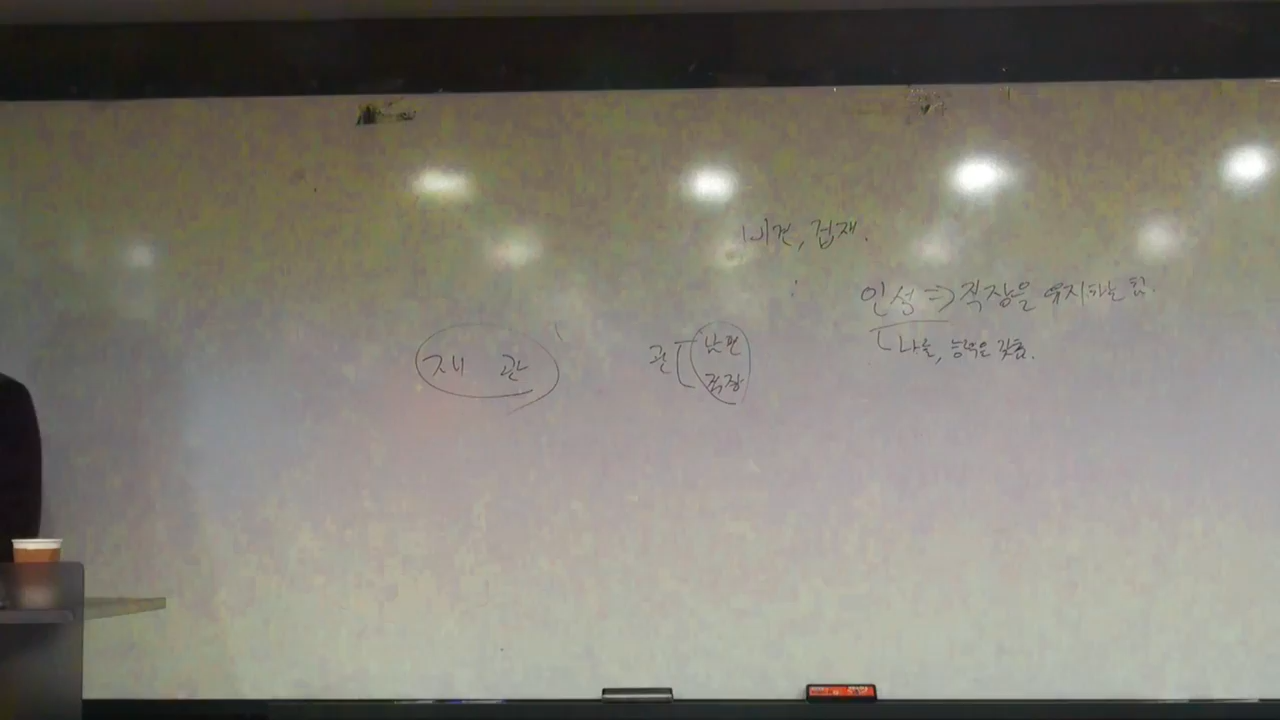 비견, 겁재.
인성 ⇒ 직장을 유지하는 힘.
나를, 능력을 갖춤.
재 관
관 남편
직장